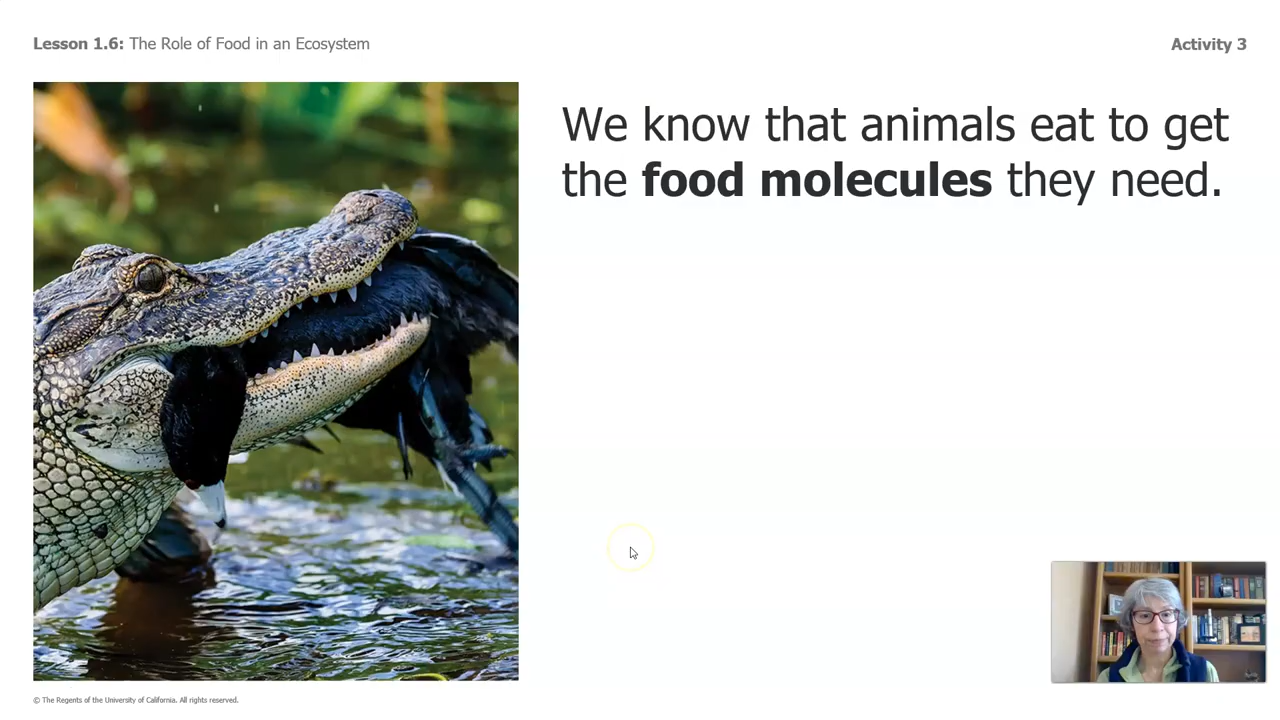 Lesson 1.6: The Role of Food in an Ecosystem
Activity 3
We know that animals eat to get
the food molecules they need.
© The Regents of the University of California. All rights reserved.